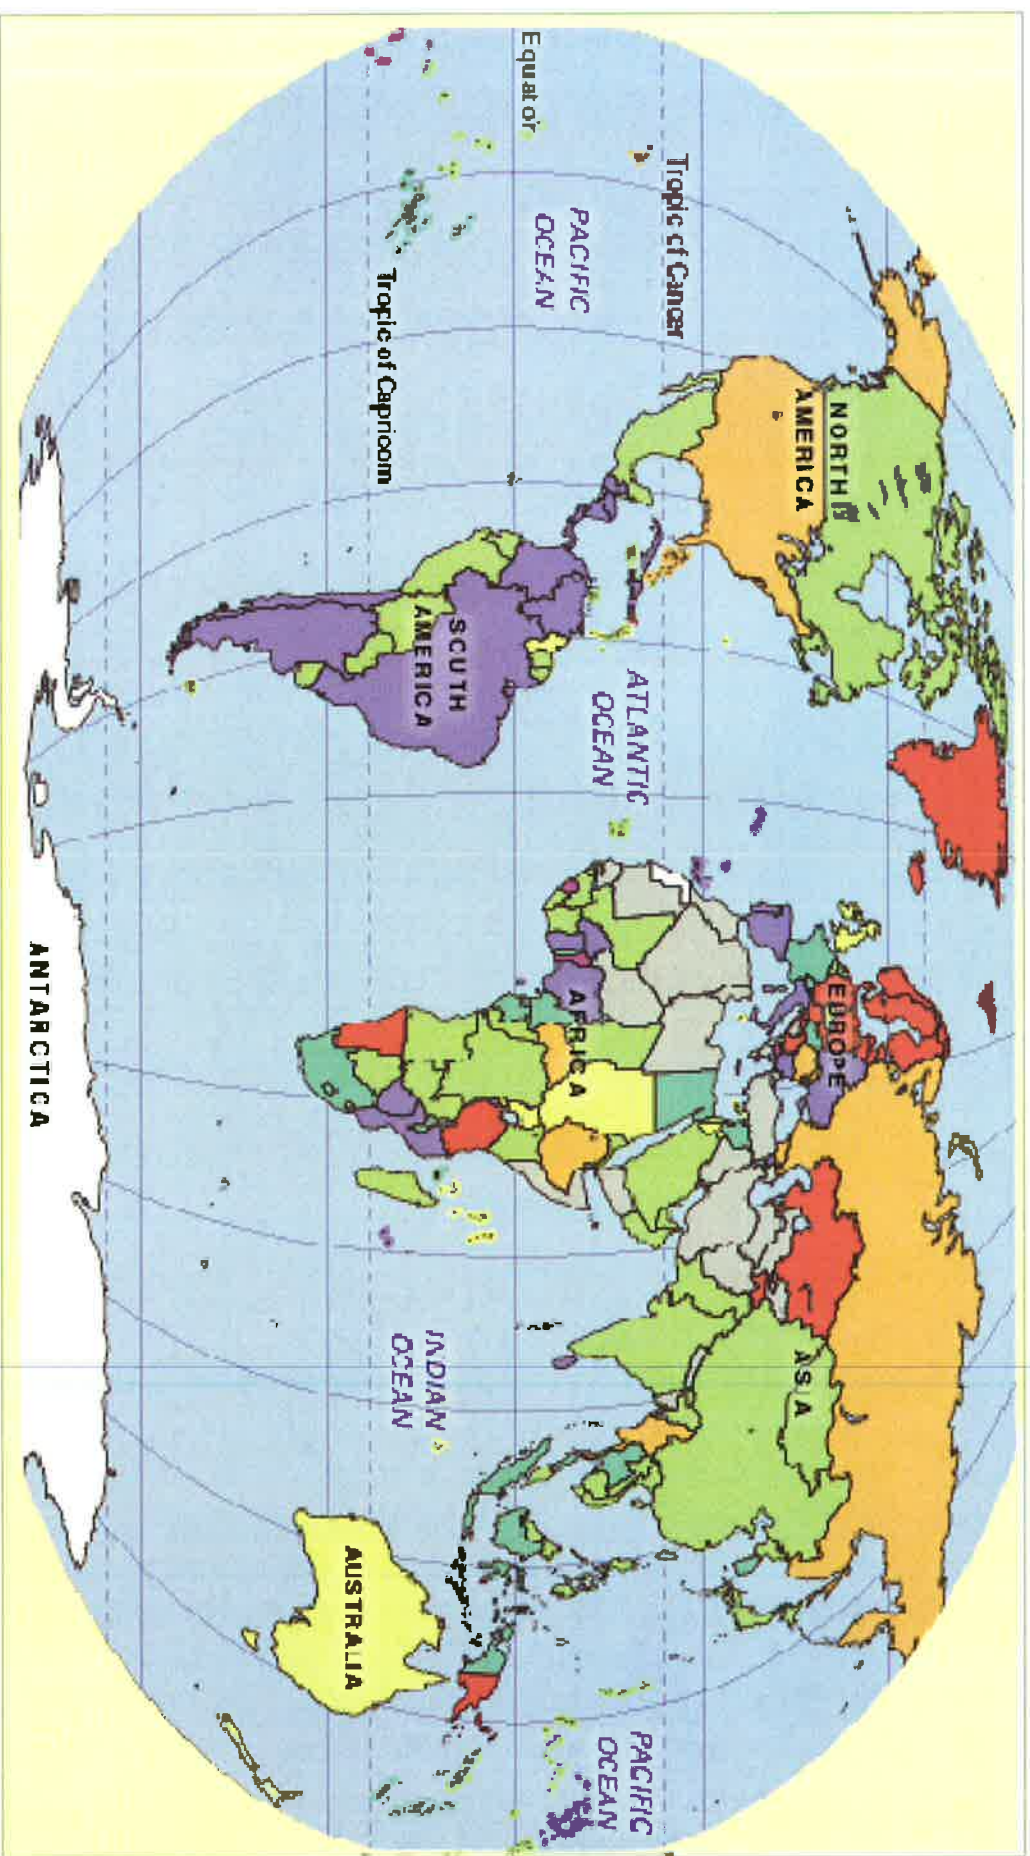 NORTH
AMERICA
EUROPE
ASIA
Tropic of Cancer
PACIFIC
OCEAN
ATLANTIC
OCEAN
AFRICA
PACIFIC
OCEAN
Equator
SCUTH
AMERICA
INDIAN
OCEAN
Tropic of Capricorn
AUSTRALIA
ANTARCTICA